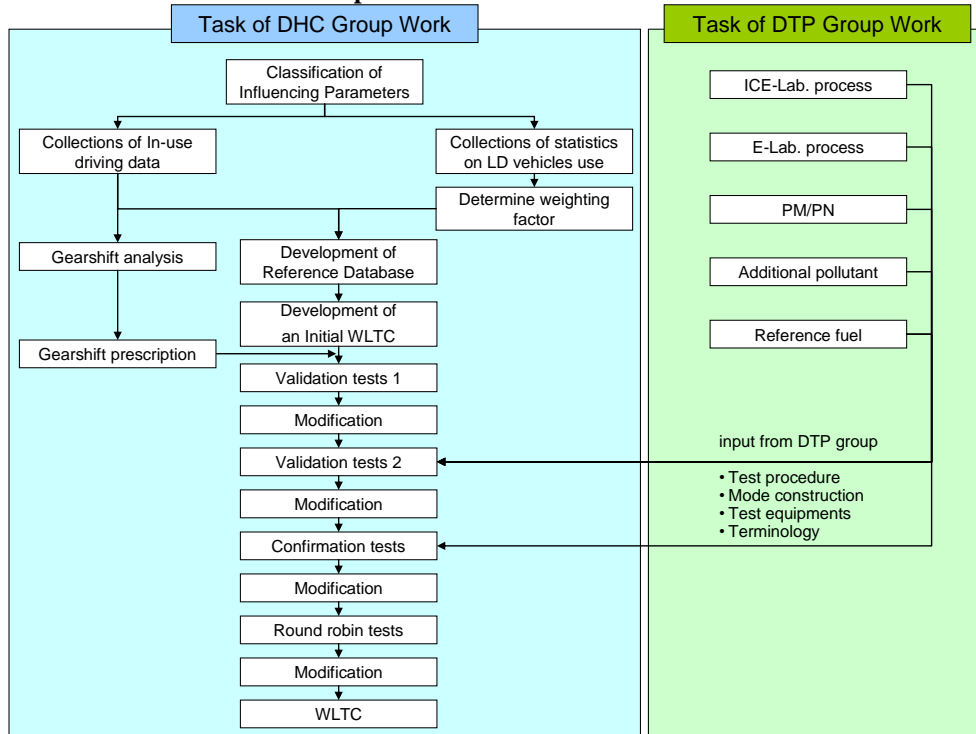 Task of DHC Group Work
Task of DTP Group Work
Classification of
Influencing Parameters
Collections of In-use
driving data
Collections of statistics
on LD vehicles use
Determine weighting
factor
Gearshift analysis
Development of
Reference Database
Development of
an Initial WLTC
Gearshift prescription
Validation tests 1
Modification
Validation tests 2
Modification
Confirmation tests
Modification
Round robin tests
Modification
WLTC
ICE-Lab. process
E-Lab. process
PM/PN
Additional pollutant
Reference fuel
input from DTP group
• Test procedure
• Mode construction
• Test equipments
• Terminology